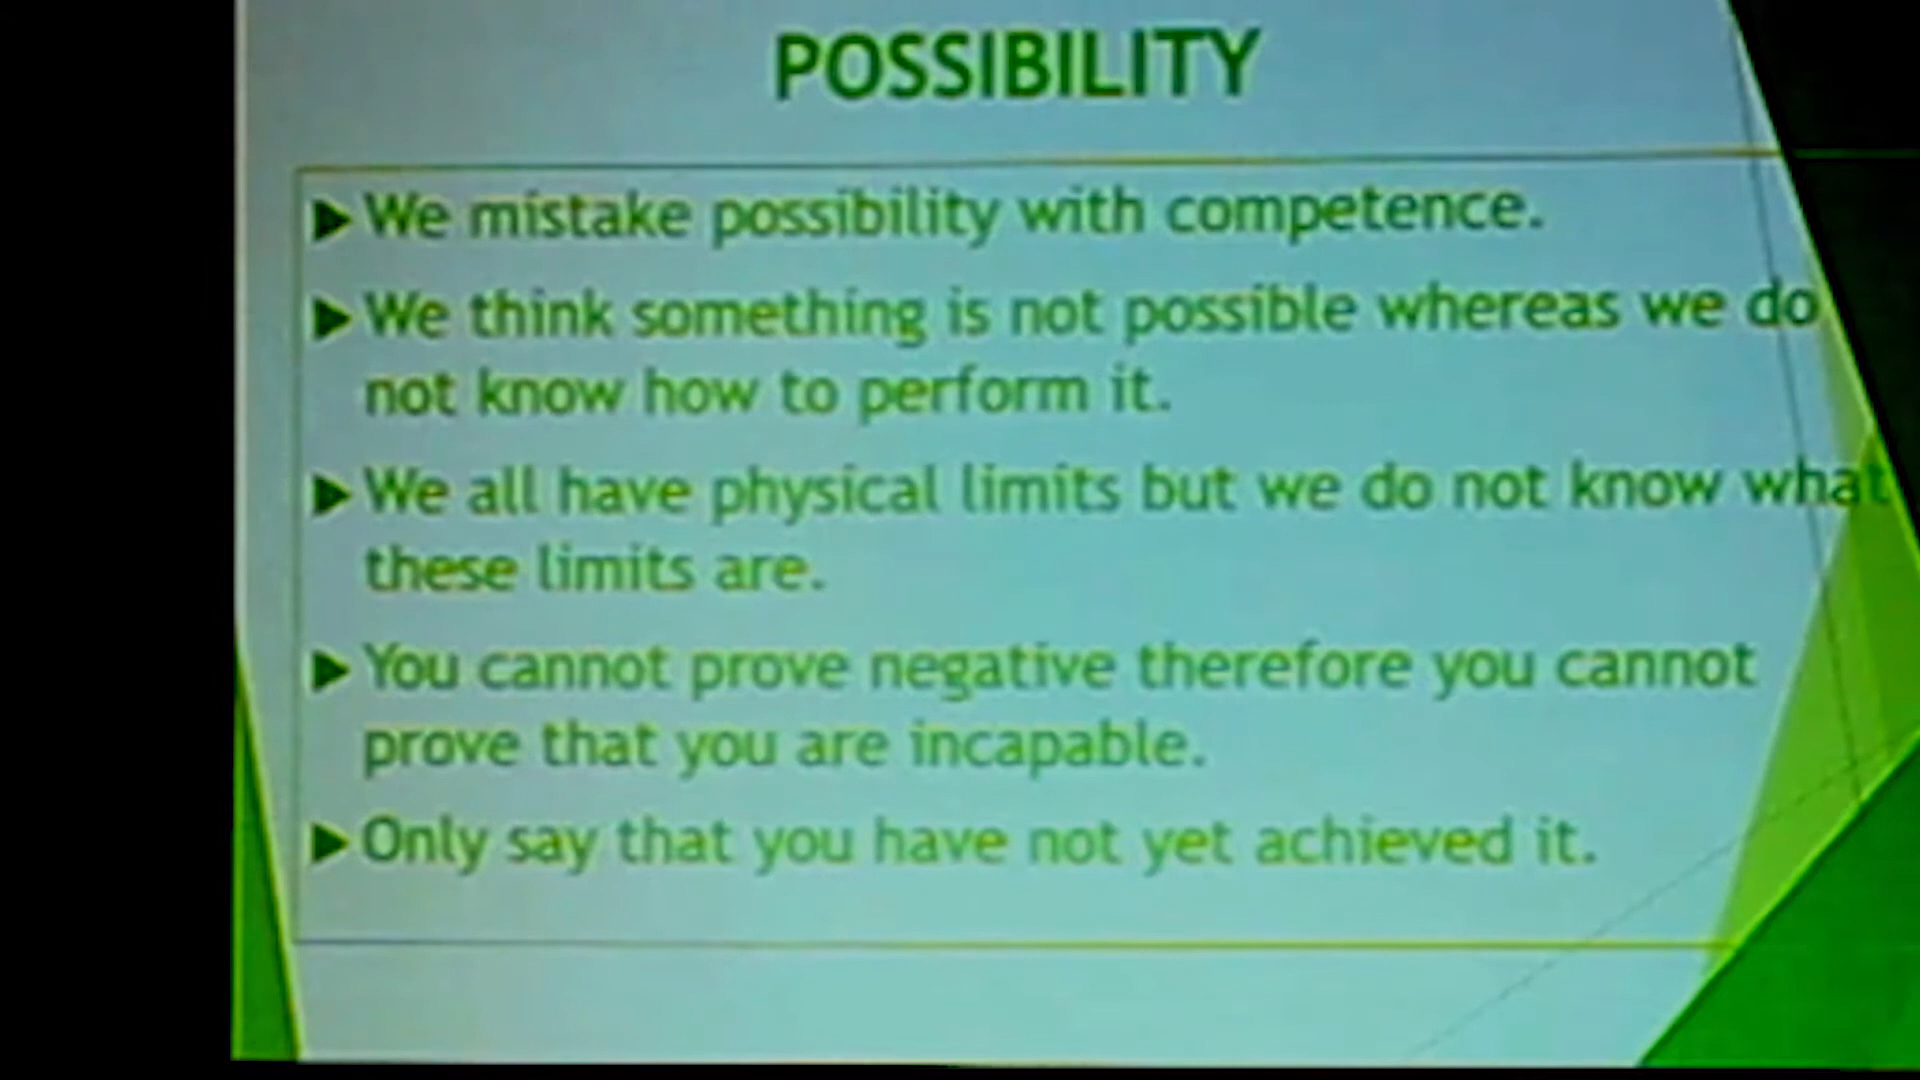 POSSIBILITY
We mistake possibility with competence.
We think something is not possible whereas we do
not know how to perform it.
We all have physical limits but we do not know what
these limits are.
You cannot prove negative therefore you cannot
prove that you are incapable.
Only say that you have not yet achieved it.